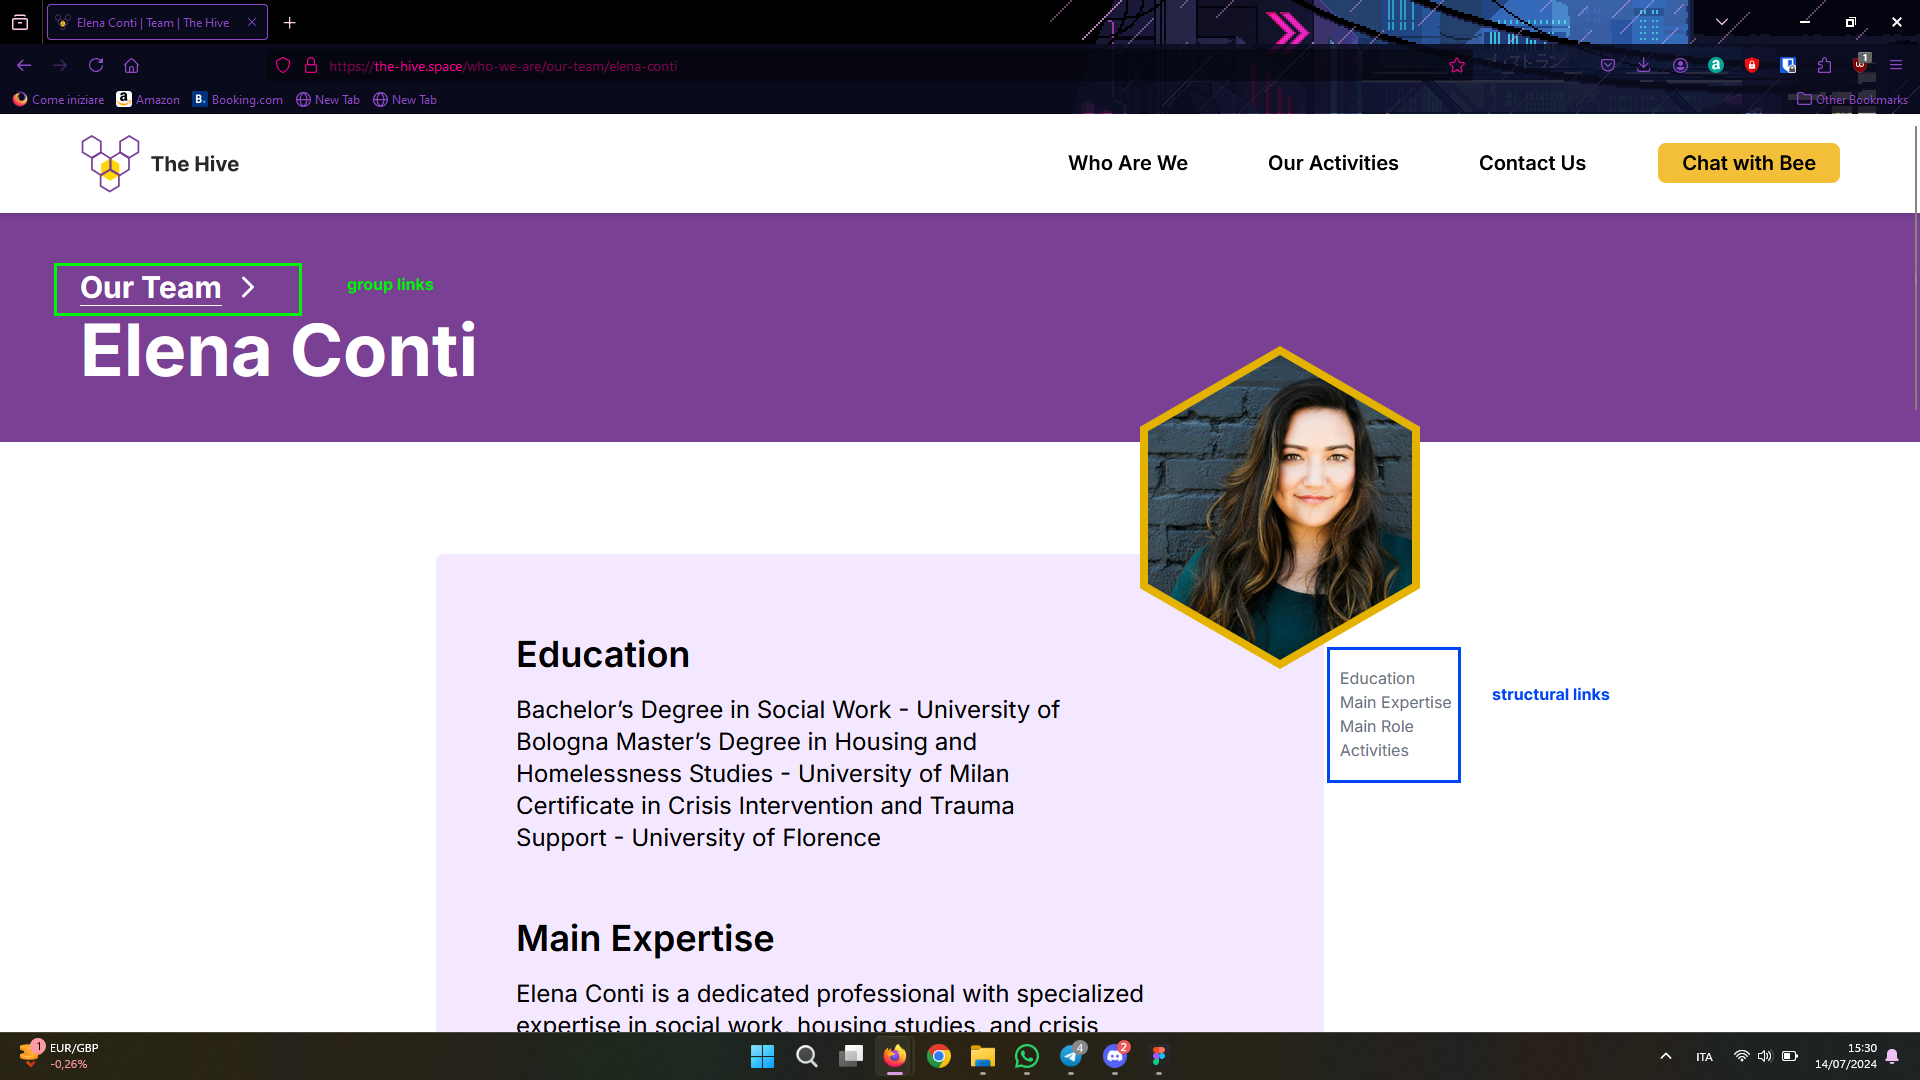 Elena Conti | Team | The Hive
https://the-hive.space/who-we-are/our-team/elena-conti
1
Come iniziare
Amazon
Booking.com
New Tab
New Tab
Other Bookmarks
The Hive
Who Are We
Our Activities
Contact Us
Chat with Bee
Our Team
group links
Elena Conti
Education
Bachelor’s Degree in Social Work - University of
Bologna Master’s Degree in Housing and
Homelessness Studies - University of Milan
Certificate in Crisis Intervention and Trauma
Support - University of Florence
Education
Main Expertise
Main Role
Activities
structural links
Main Expertise
Elena Conti is a dedicated professional with specialized
expertise in social work, housing studies, and crisis
1
EUR/GBP
-0,26%
4
2
ITA
15:30
14/07/2024